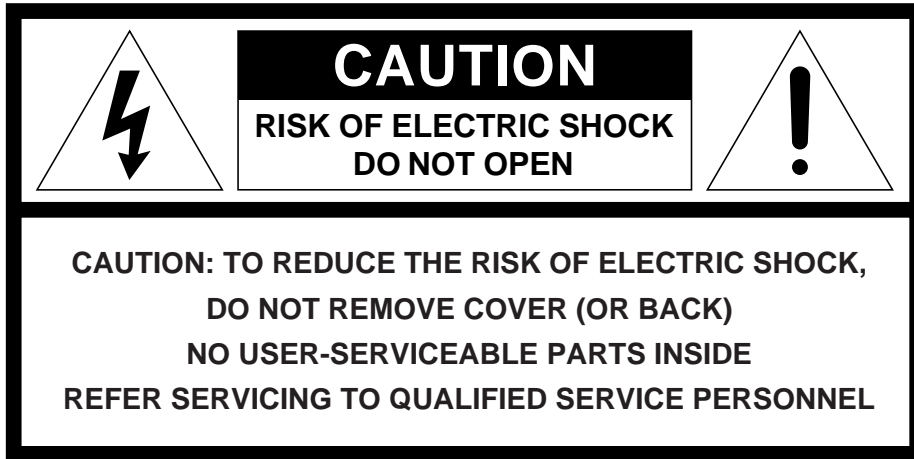 CAUTION
RISK OF ELECTRIC SHOCK
DO NOT OPEN
CAUTION: TO REDUCE THE RISK OF ELECTRIC SHOCK,
DO NOT REMOVE COVER (OR BACK)
NO USER-SERVICEABLE PARTS INSIDE
REFER SERVICING TO QUALIFIED SERVICE PERSONNEL